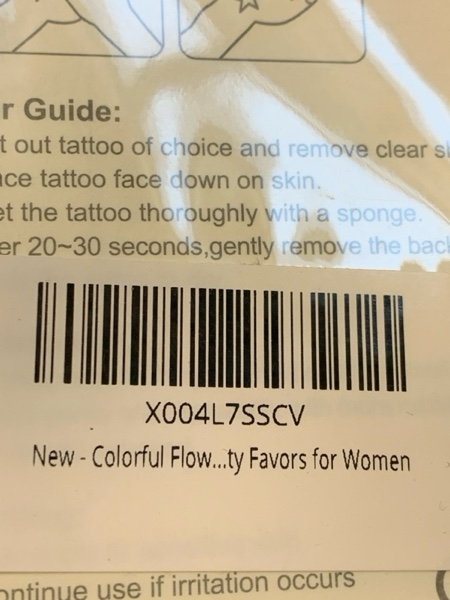 r Guide:
t out tattoo of choice and remove clear s
ace tattoo face down on skin.
et the tattoo thoroughly with a sponge.
er 20~30 seconds,gently remove the back
X004L7SSCV
New - Colorful Flow...ty Favors for Women
ontinue use if irritation occurs